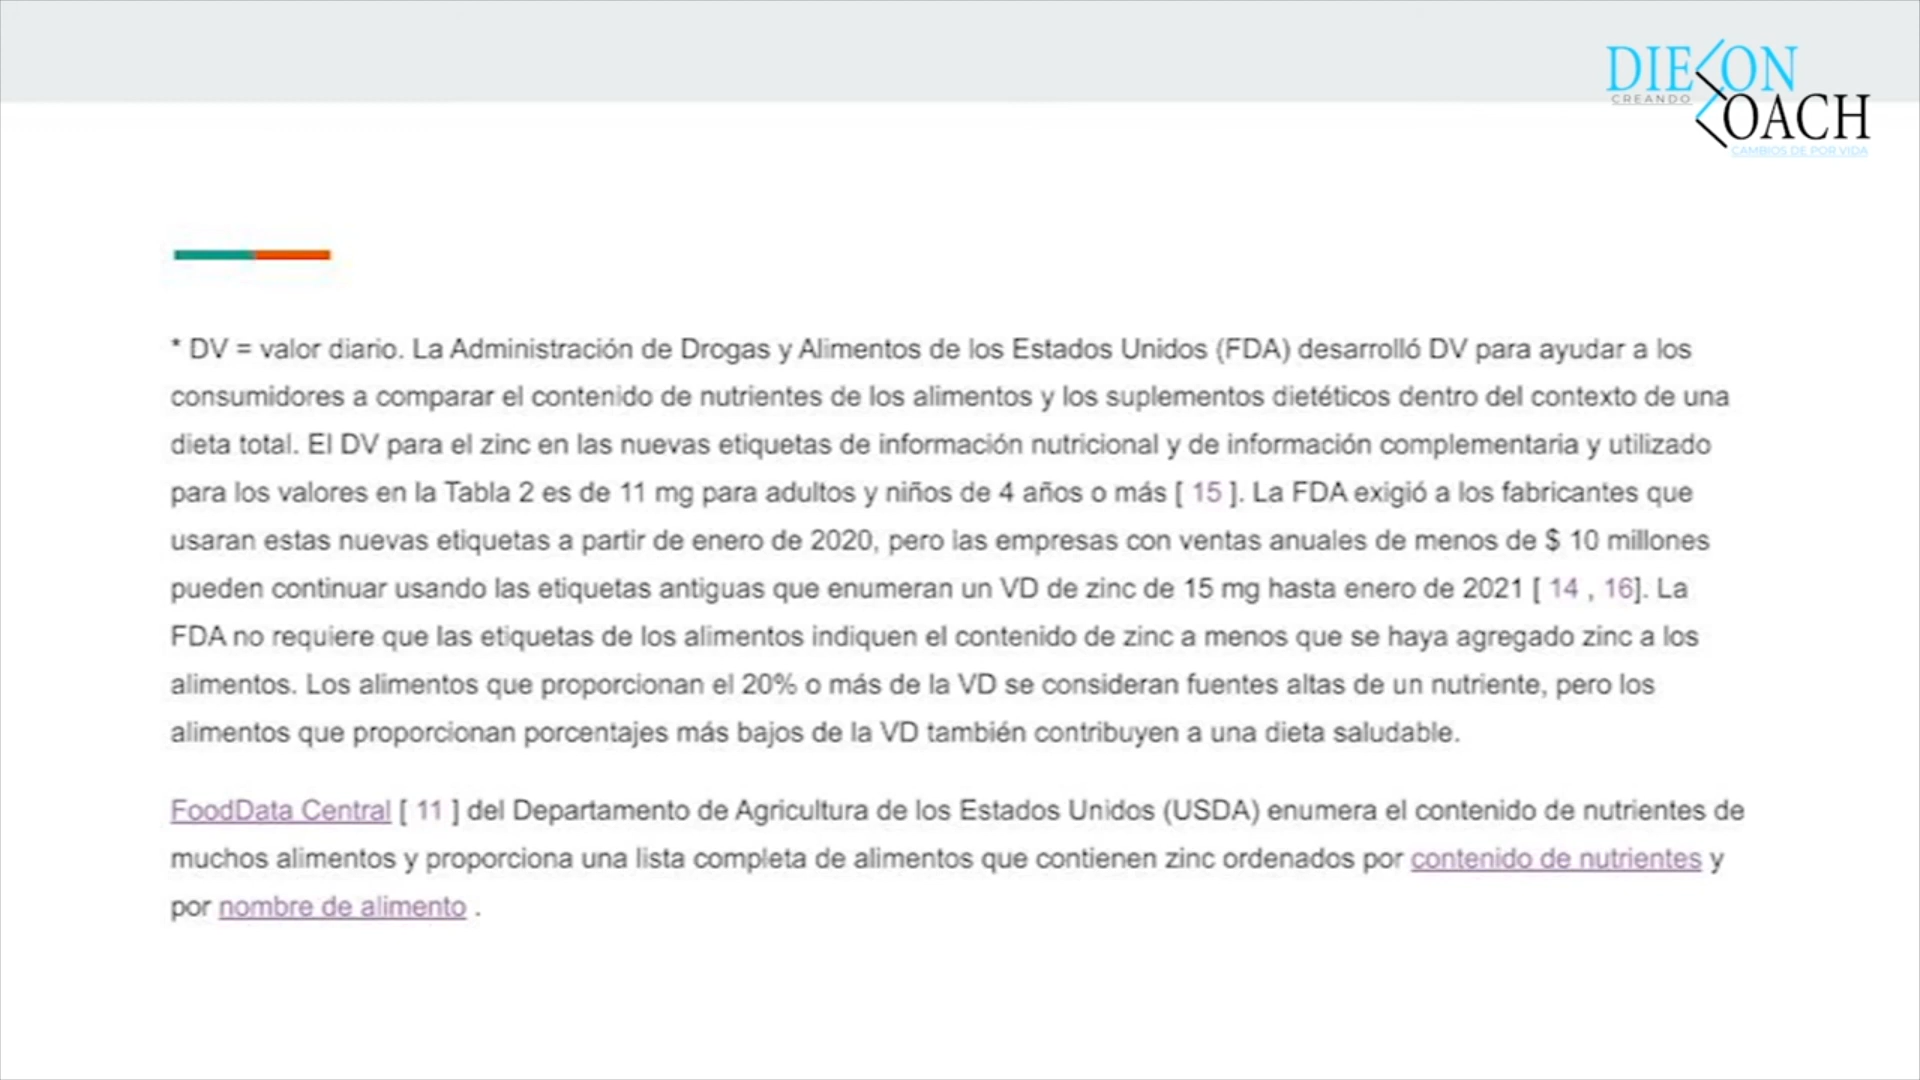 DIE ON
CREANDO
COACH
CAMBIOS DE POR VIDA
* DV = valor diario. La Administración de Drogas y Alimentos de los Estados Unidos (FDA) desarrolló DV para ayudar a los
consumidores a comparar el contenido de nutrientes de los alimentos y los suplementos dietéticos dentro del contexto de una
dieta total. El DV para el zinc en las nuevas etiquetas de información nutricional y de información complementaria y utilizado
para los valores en la Tabla 2 es de 11 mg para adultos y niños de 4 años o más [ 15 ]. La FDA exigió a los fabricantes que
usaran estas nuevas etiquetas a partir de enero de 2020, pero las empresas con ventas anuales de menos de $ 10 millones
pueden continuar usando las etiquetas antiguas que enumeran un VD de zinc de 15 mg hasta enero de 2021 [ 14 , 16]. La
FDA no requiere que las etiquetas de los alimentos indiquen el contenido de zinc a menos que se haya agregado zinc a los
alimentos. Los alimentos que proporcionan el 20% o más de la VD se consideran fuentes altas de un nutriente, pero los
alimentos que proporcionan porcentajes más bajos de la VD también contribuyen a una dieta saludable.
FoodData Central [ 11 ] del Departamento de Agricultura de los Estados Unidos (USDA) enumera el contenido de nutrientes de
muchos alimentos y proporciona una lista completa de alimentos que contienen zinc ordenados por contenido de nutrientes y
por nombre de alimento .